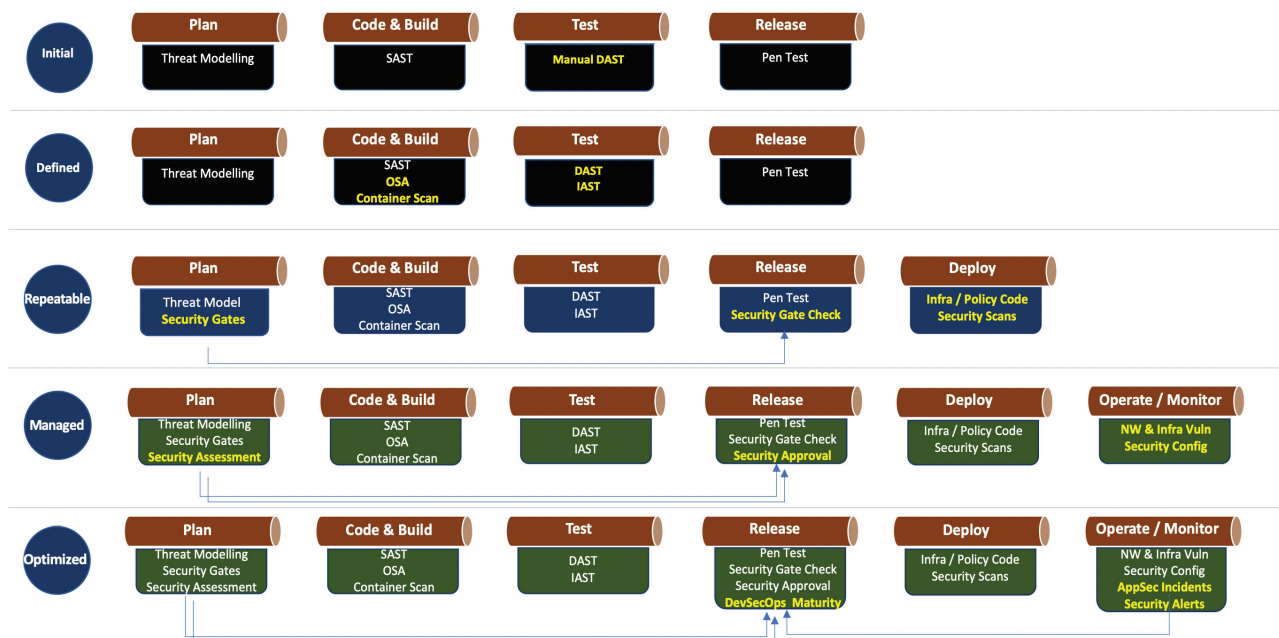 Initial
Plan
Threat Modelling
Code & Build
SAST
Test
Manual DAST
Release
Pen Test
Defined
Plan
Threat Modelling
Code & Build
SAST
OSA
Container Scan
Test
DAST
IAST
Release
Pen Test
Repeatable
Plan
Threat Model
Security Gates
Code & Build
SAST
OSA
Container Scan
Test
DAST
IAST
Release
Pen Test
Security Gate Check
Deploy
Infra / Policy Code
Security Scans
Managed
Plan
Threat Modelling
Security Gates
Security Assessment
Code & Build
SAST
OSA
Container Scan
Test
DAST
IAST
Release
Pen Test
Security Gate Check
Security Approval
Deploy
Infra / Policy Code
Security Scans
Operate / Monitor
NW & Infra Vuln
Security Config
Optimized
Plan
Threat Modelling
Security Gates
Security Assessment
Code & Build
SAST
OSA
Container Scan
Test
DAST
IAST
Release
Pen Test
Security Gate Check
Security Approval
DevSecOps Maturity
Deploy
Infra / Policy Code
Security Scans
Operate / Monitor
NW & Infra Vuln
Security Config
AppSec Incidents
Security Alerts